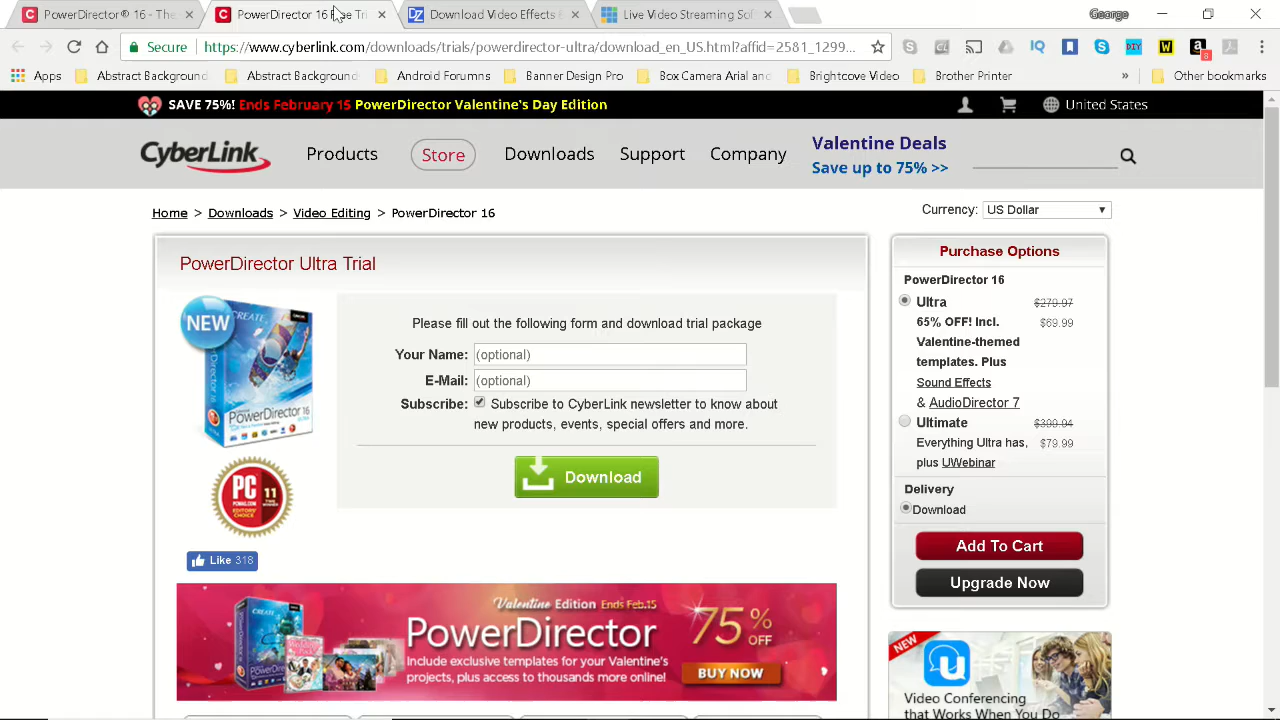 PowerDirector® 16 - The
PowerDirector 16 Free Tri
Download Video Effects &
Live Video Streaming Sof
George
Secure
https://www.cyberlink.com/downloads/trials/powerdirector-ultra/download_en_US.html?affid=2581_1299...
Apps
Abstract Background
Abstract Background
Android Forums
Banner Design Pro
Box Camera Arial and
Brightcove Video
Brother Printer
»
Other bookmarks
SAVE 75%! Ends February 15 PowerDirector Valentine's Day Edition
United States
CyberLink
Products
Store
Downloads
Support
Company
Valentine Deals
Save up to 75% >>
Home > Downloads > Video Editing > PowerDirector 16
Currency: US Dollar
PowerDirector Ultra Trial
NEW
CREATE
PowerDirector 16
Please fill out the following form and download trial package
Your Name: (optional)
E-Mail: (optional)
Subscribe: Subscribe to CyberLink newsletter to know about
new products, events, special offers and more.
Download
PC
11
EDITORS' CHOICE
Like 318
Purchase Options
PowerDirector 16
Ultra $279.97
65% OFF! Incl. $69.99
Valentine-themed
templates. Plus
Sound Effects
& AudioDirector 7
Ultimate $399.94
Everything Ultra has, $79.99
plus UWebinar
Delivery
Download
Add To Cart
Upgrade Now
Valentine Edition Ends Feb.15
PowerDirector
75% OFF
Include exclusive templates for your Valentine's
projects, plus access to thousands more online!
BUY NOW
NEW
U
Video Conferencing
that Works When You Do